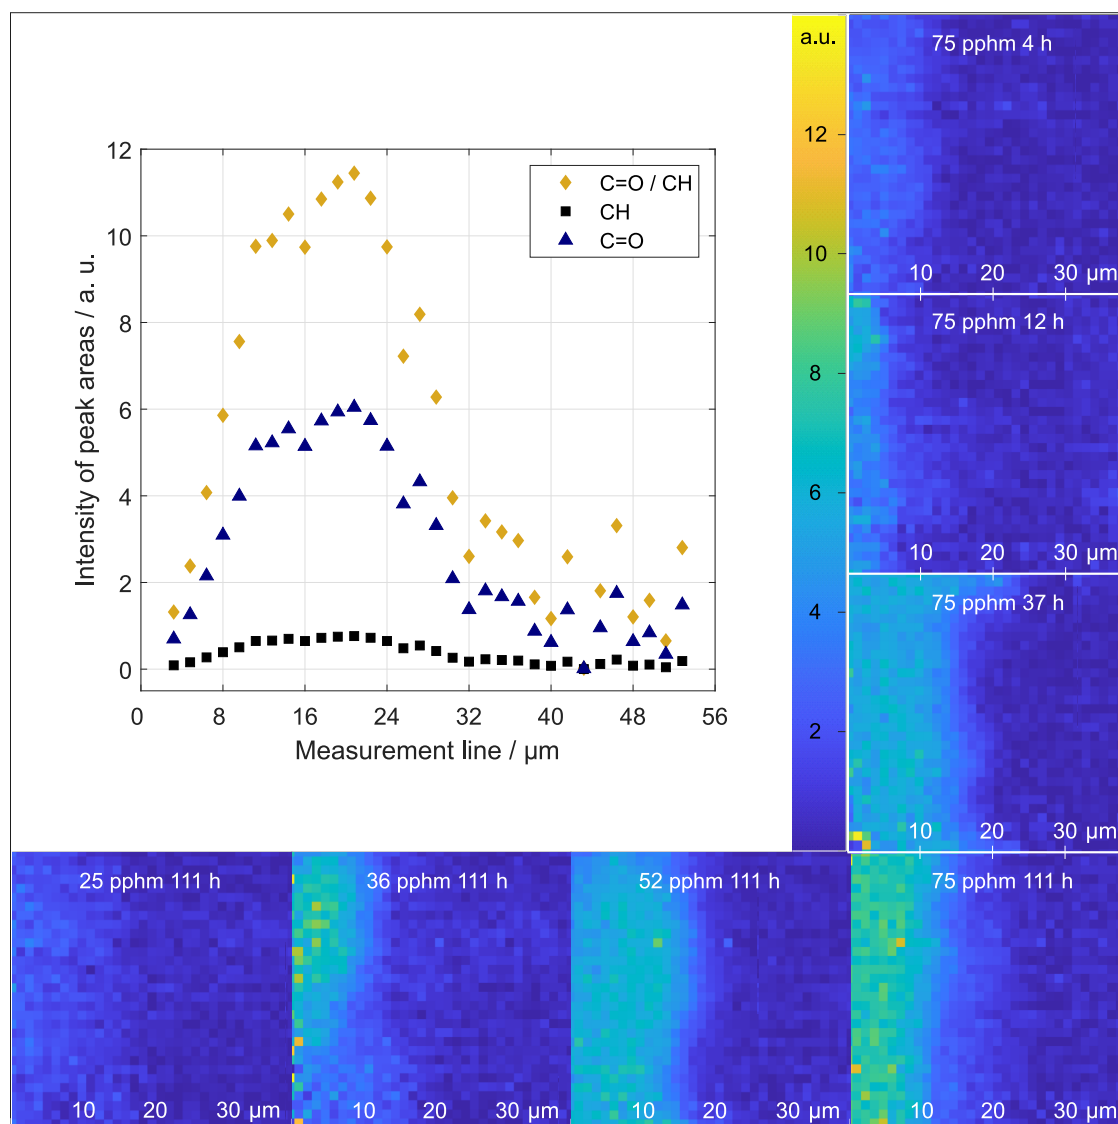 a.u.
12
10
8
6
4
2
75 pphm 4 h
10 20 30 µm
75 pphm 12 h
10 20 30 µm
75 pphm 37 h
10 20 30 µm
12
10
8
6
4
2
0
Intensity of peak areas / a. u.
C=O / CH
CH
C=O
0 8 16 24 32 40 48 56
Measurement line / µm
25 pphm 111 h
10 20 30 µm
36 pphm 111 h
10 20 30 µm
52 pphm 111 h
10 20 30 µm
75 pphm 111 h
10 20 30 µm